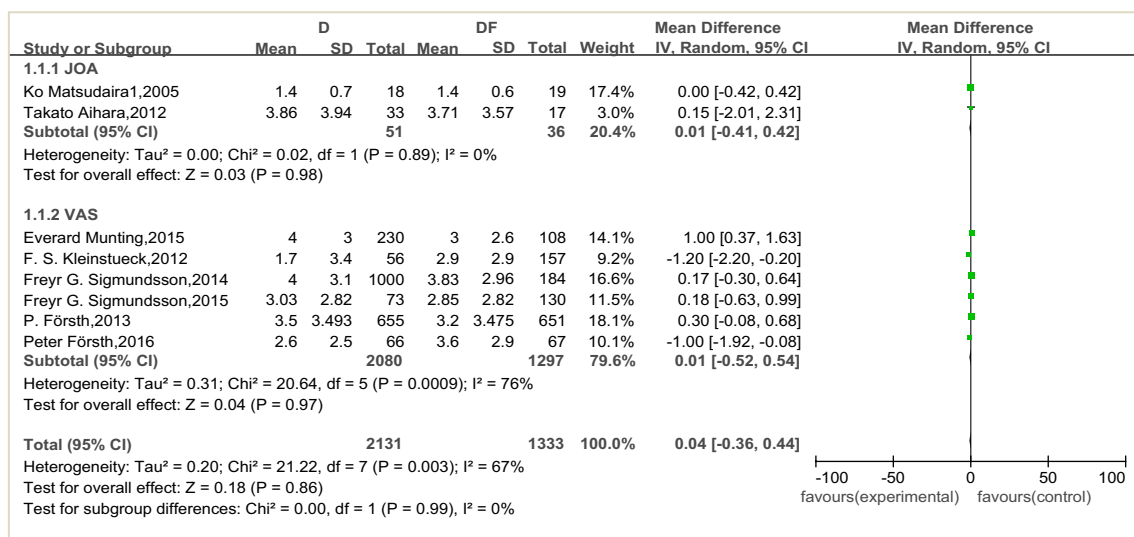 D DF Mean Difference Mean Difference
Study or Subgroup Mean SD Total Mean SD Total Weight IV, Random, 95% CI IV, Random, 95% CI
1.1.1 JOA
Ko Matsudaira1,2005 1.4 0.7 18 1.4 0.6 19 17.4% 0.00 [-0.42, 0.42]
Takato Aihara,2012 3.86 3.94 33 3.71 3.57 17 3.0% 0.15 [-2.01, 2.31]
Subtotal (95% CI) 51 36 20.4% 0.01 [-0.41, 0.42]
Heterogeneity: Tau² = 0.00; Chi² = 0.02, df = 1 (P = 0.89); I² = 0%
Test for overall effect: Z = 0.03 (P = 0.98)
1.1.2 VAS
Everard Munting,2015 4 3 230 3 2.6 108 14.1% 1.00 [0.37, 1.63]
F. S. Kleinstueck,2012 1.7 3.4 56 2.9 2.9 157 9.2% -1.20 [-2.20, -0.20]
Freyr G. Sigmundsson,2014 4 3.1 1000 3.83 2.96 184 16.6% 0.17 [-0.30, 0.64]
Freyr G. Sigmundsson,2015 3.03 2.82 73 2.85 2.82 130 11.5% 0.18 [-0.63, 0.99]
P. Försth,2013 3.5 3.493 655 3.2 3.475 651 18.1% 0.30 [-0.08, 0.68]
Peter Försth,2016 2.6 2.5 66 3.6 2.9 67 10.1% -1.00 [-1.92, -0.08]
Subtotal (95% CI) 2080 1297 79.6% 0.01 [-0.52, 0.54]
Heterogeneity: Tau² = 0.31; Chi² = 20.64, df = 5 (P = 0.0009); I² = 76%
Test for overall effect: Z = 0.04 (P = 0.97)
Total (95% CI) 2131 1333 100.0% 0.04 [-0.36, 0.44]
Heterogeneity: Tau² = 0.20; Chi² = 21.22, df = 7 (P = 0.003); I² = 67%
Test for overall effect: Z = 0.18 (P = 0.86)
Test for subgroup differences: Chi² = 0.00, df = 1 (P = 0.99), I² = 0%
-100 -50 0 50 100
favours(experimental) favours(control)